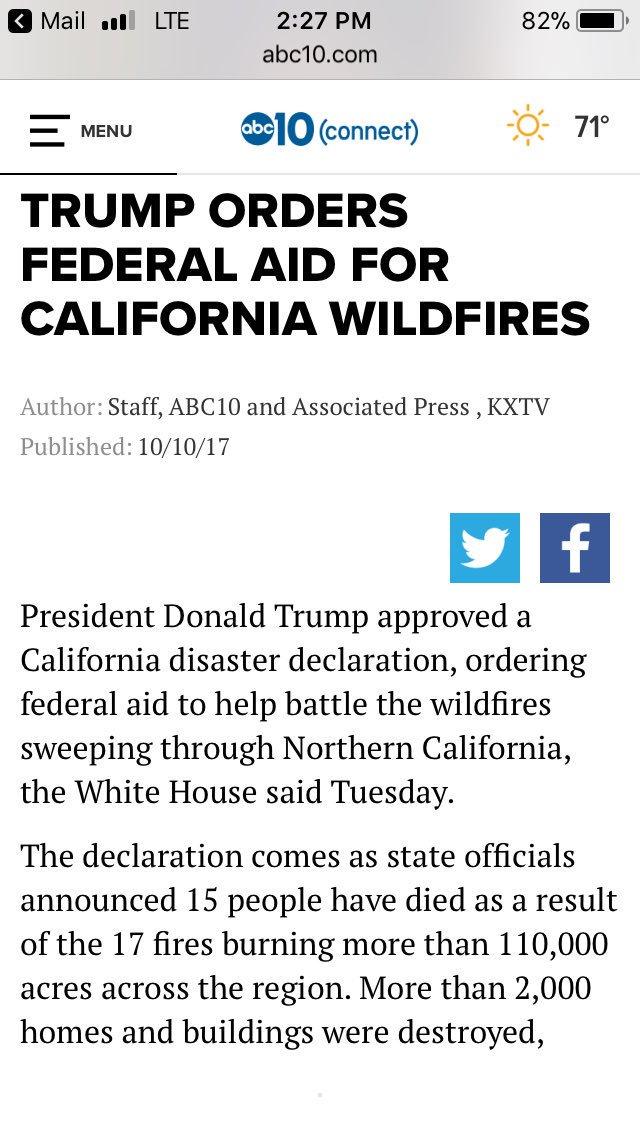 Mail LTE 2:27 PM 82%
abc10.com
MENU abc10 (connect) 71°
TRUMP ORDERS
FEDERAL AID FOR
CALIFORNIA WILDFIRES
Author: Staff, ABC10 and Associated Press , KXTV
Published: 10/10/17
f
President Donald Trump approved a
California disaster declaration, ordering
federal aid to help battle the wildfires
sweeping through Northern California,
the White House said Tuesday.
The declaration comes as state officials
announced 15 people have died as a result
of the 17 fires burning more than 110,000
acres across the region. More than 2,000
homes and buildings were destroyed,